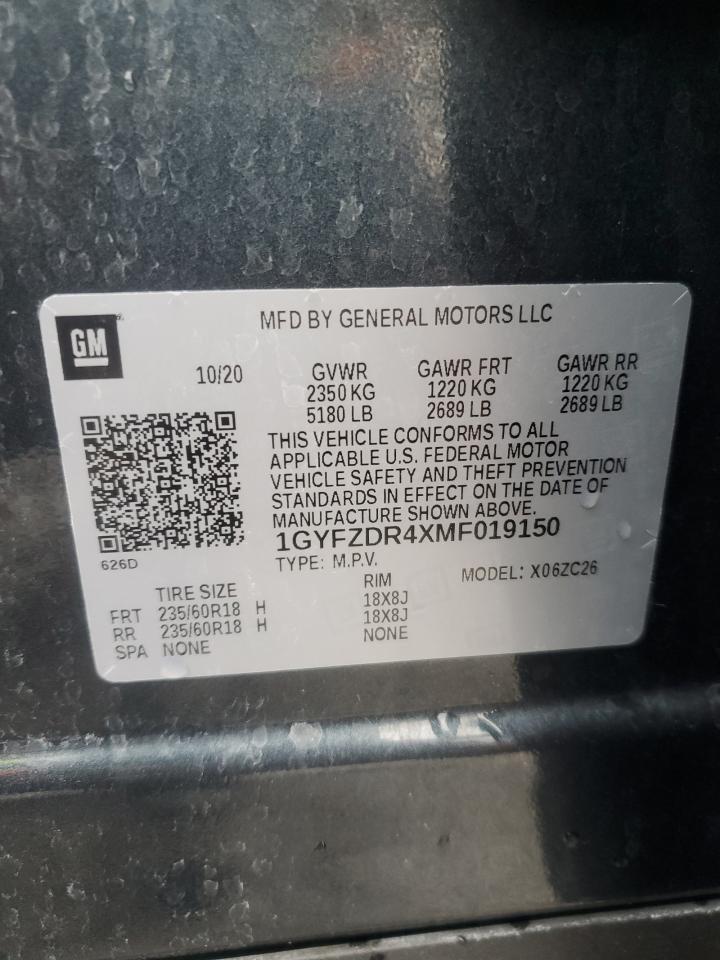 GM
MFD BY GENERAL MOTORS LLC
10/20
GVWR GAWR FRT GAWR RR
2350 KG 1220 KG 1220 KG
5180 LB 2689 LB 2689 LB
THIS VEHICLE CONFORMS TO ALL
APPLICABLE U.S. FEDERAL MOTOR
VEHICLE SAFETY AND THEFT PREVENTION
STANDARDS IN EFFECT ON THE DATE OF
MANUFACTURE SHOWN ABOVE.
1GYFZDR4XMF019150
626D
TYPE: M.P.V. MODEL: X06ZC26
TIRE SIZE RIM
FRT 235/60R18 H 18X8J
RR 235/60R18 H 18X8J
SPA NONE NONE